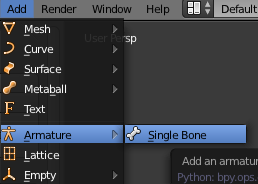 Add Render Window Help Default
User Persp
Mesh
Curve
Surface
Metaball
Text
Armature
Single Bone
Lattice
Add an armatur
Empty
Python: bpy.ops.